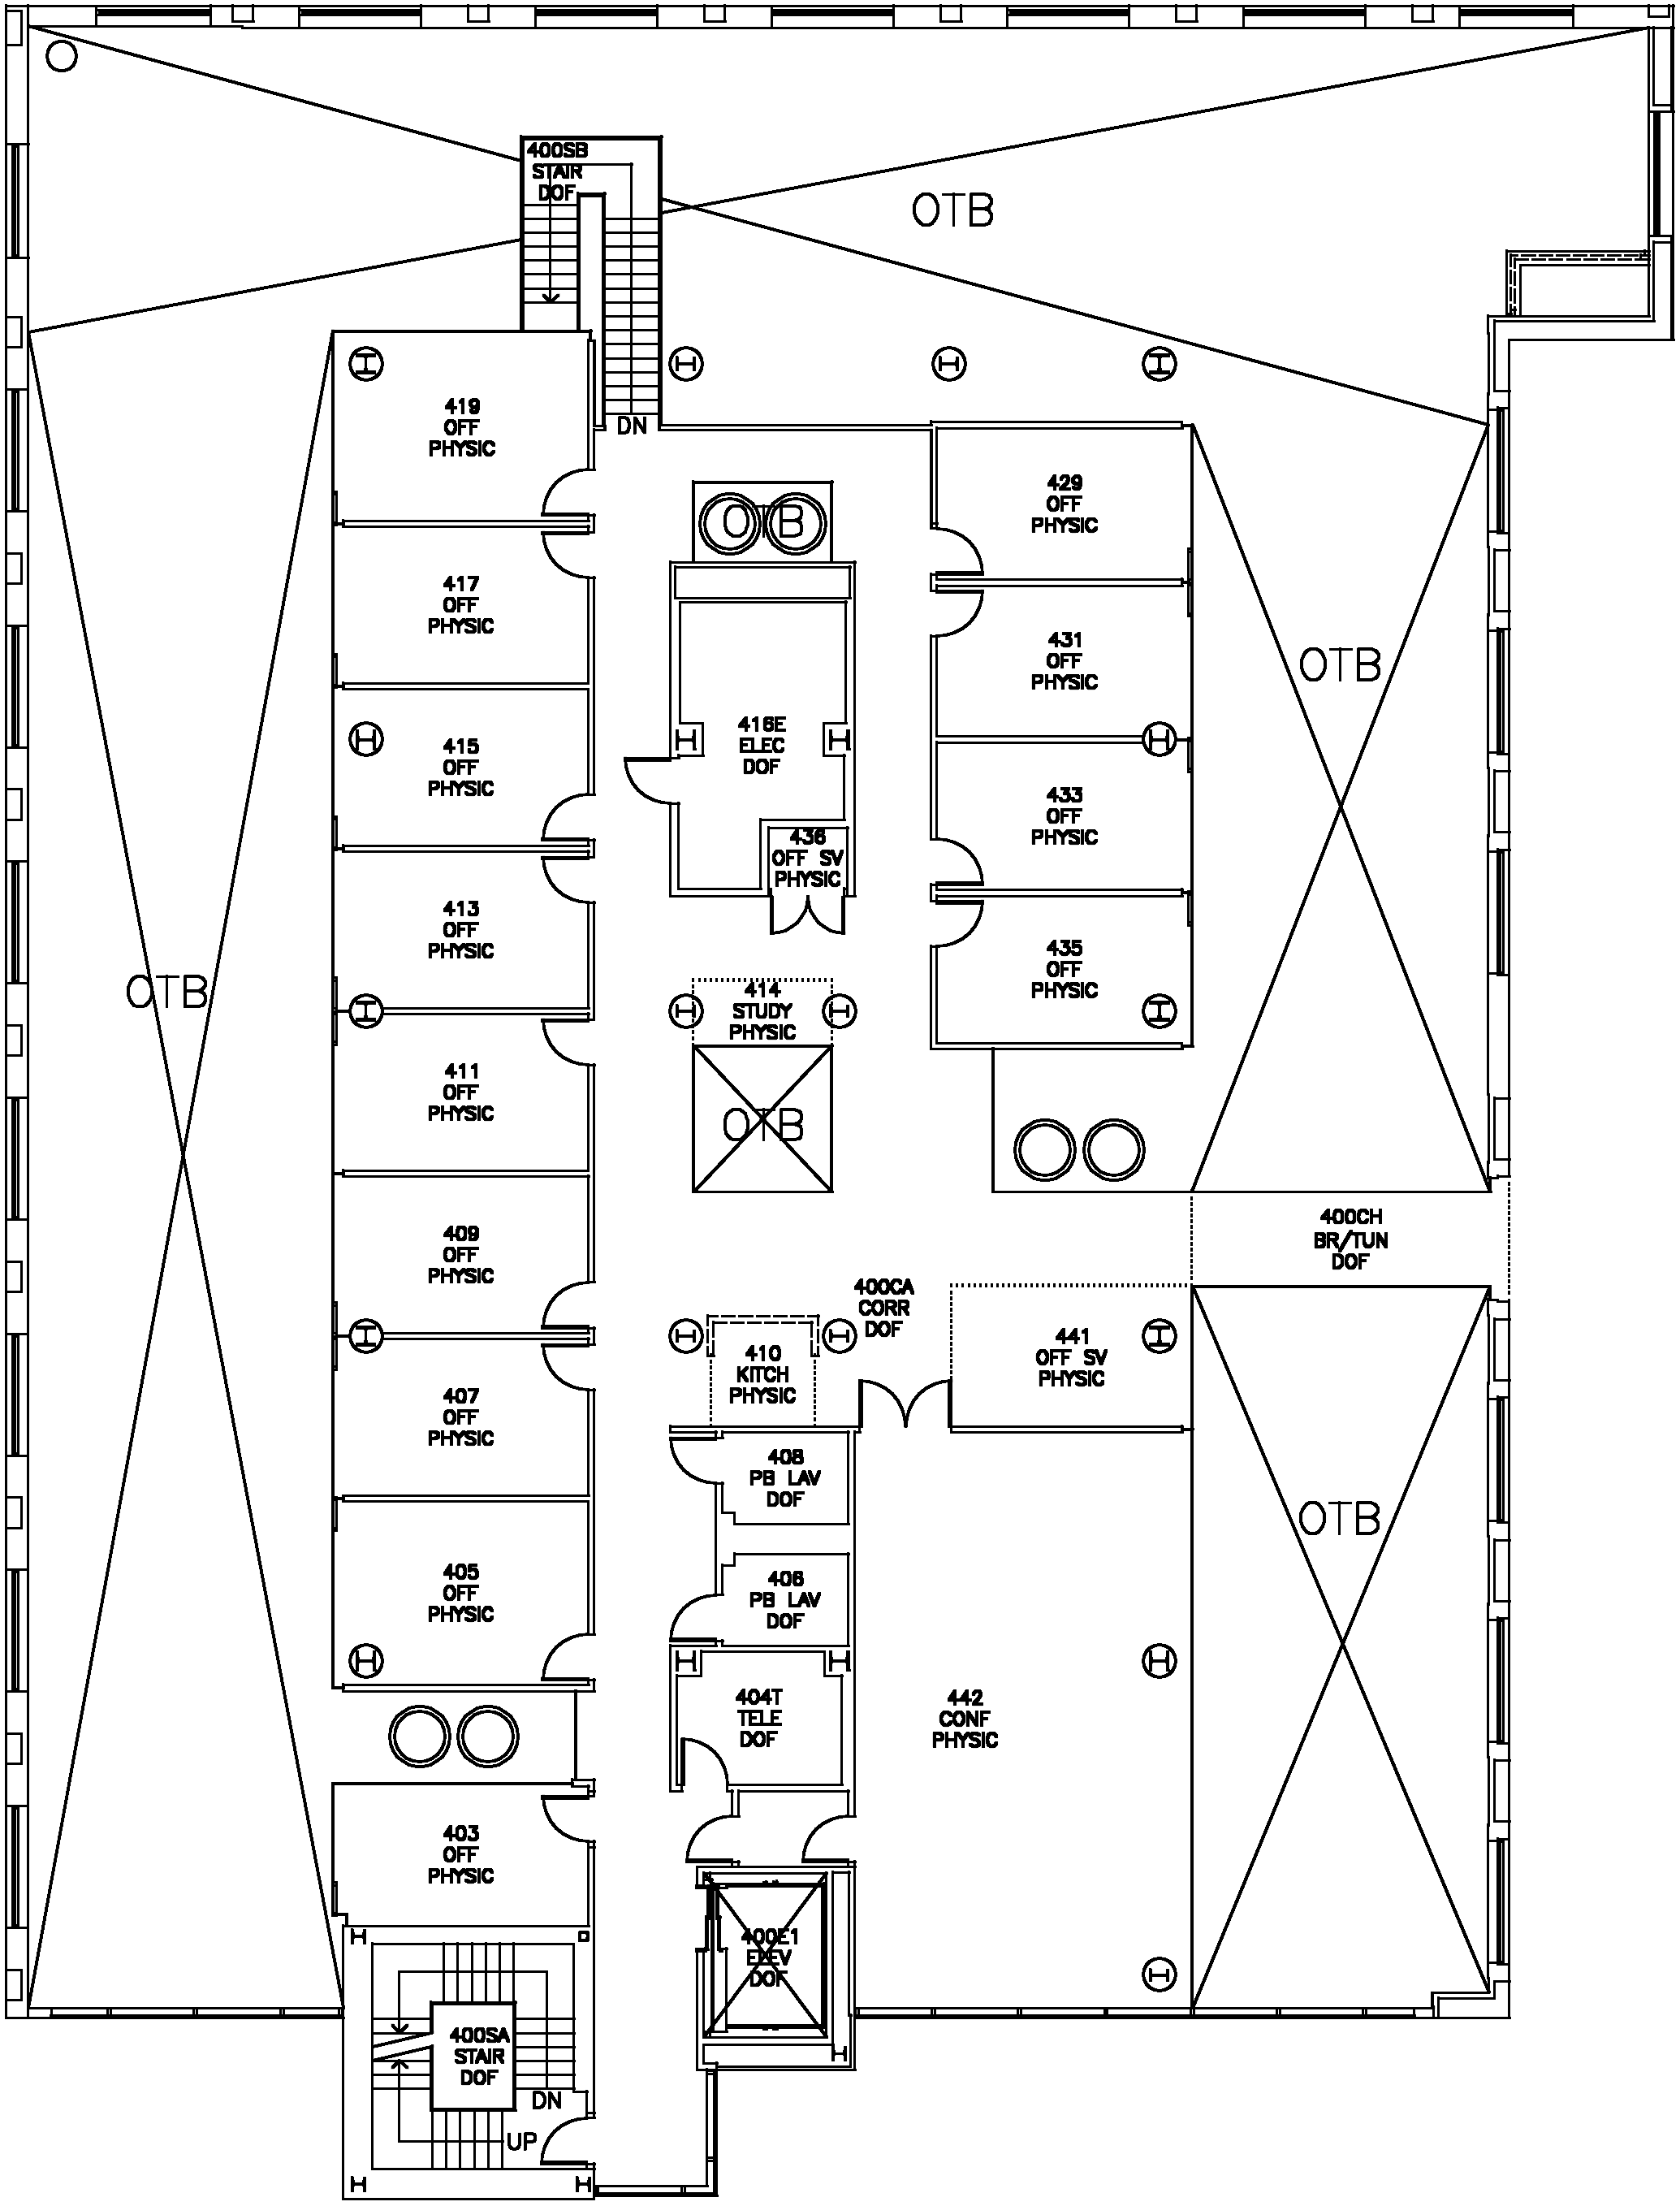 400SB
STAIR
DOF
OTB
419
OFF
PHYSIC
DN
429
OFF
PHYSIC
OTB
417
OFF
PHYSIC
431
OFF
PHYSIC
OTB
415
OFF
PHYSIC
416E
ELEC
DOF
433
OFF
PHYSIC
436
OFF SV
PHYSIC
413
OFF
PHYSIC
435
OFF
PHYSIC
OTB
414
STUDY
PHYSIC
411
OFF
PHYSIC
OTB
409
OFF
PHYSIC
400CH
BR/TUN
DOF
400CA
CORR
DOF
410
KITCH
PHYSIC
441
OFF SV
PHYSIC
407
OFF
PHYSIC
408
PB LAV
DOF
OTB
405
OFF
PHYSIC
406
PB LAV
DOF
404T
TELE
DOF
442
CONF
PHYSIC
403
OFF
PHYSIC
400E1
ELEV
DOF
400SA
STAIR
DOF
DN
UP